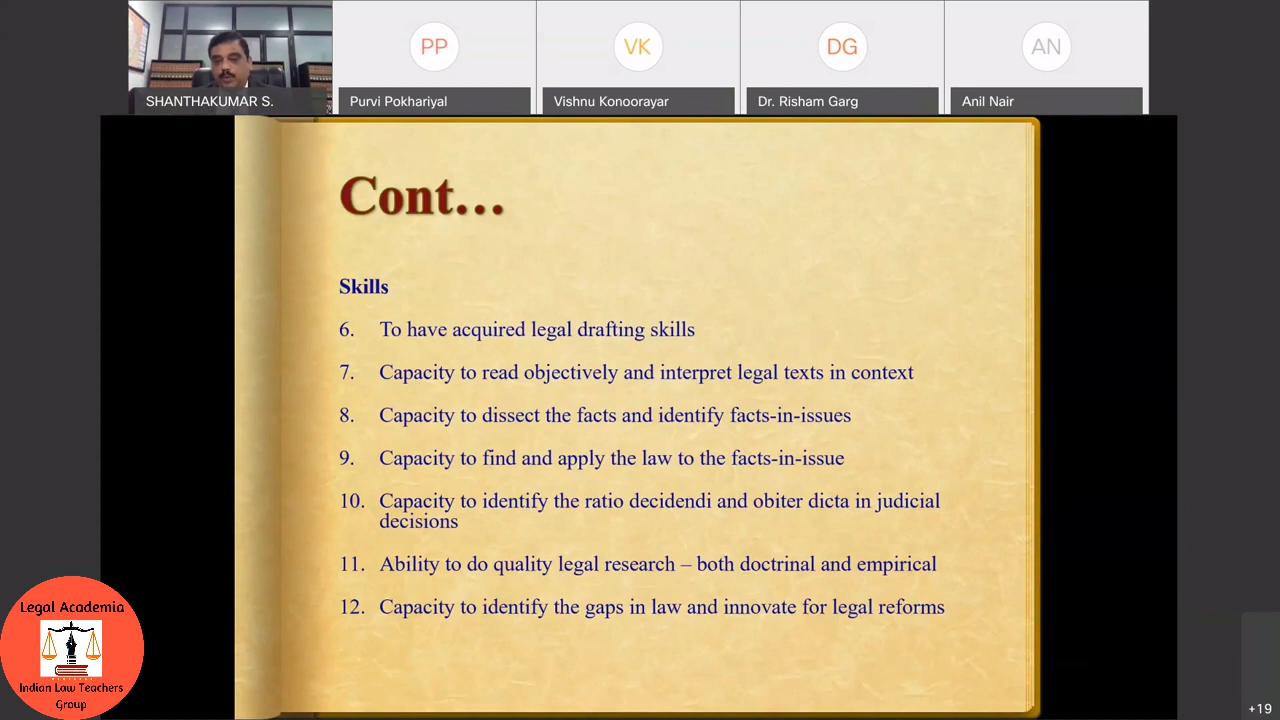 PP
VK
DG
AN
SHANTHAKUMAR S.
Purvi Pokhariyal
Vishnu Konoorayar
Dr. Risham Garg
Anil Nair
Cont…
Skills
6. To have acquired legal drafting skills
7. Capacity to read objectively and interpret legal texts in context
8. Capacity to dissect the facts and identify facts-in-issues
9. Capacity to find and apply the law to the facts-in-issue
10. Capacity to identify the ratio decidendi and obiter dicta in judicial
decisions
11. Ability to do quality legal research – both doctrinal and empirical
12. Capacity to identify the gaps in law and innovate for legal reforms
Legal Academia
Indian Law Teachers
Group
+19